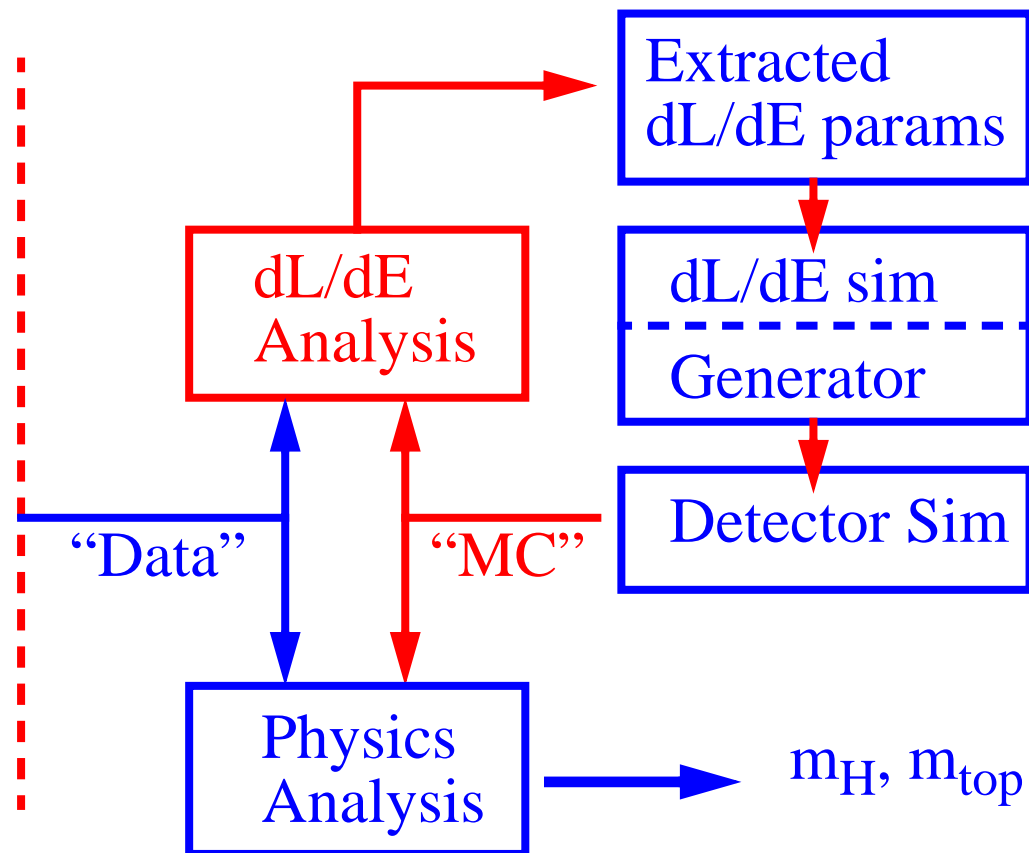 Extracted
dL/dE params
dL/dE
Analysis
dL/dE sim
Generator
Detector Sim
“Data”
“MC”
Physics
Analysis
m_H, m_top